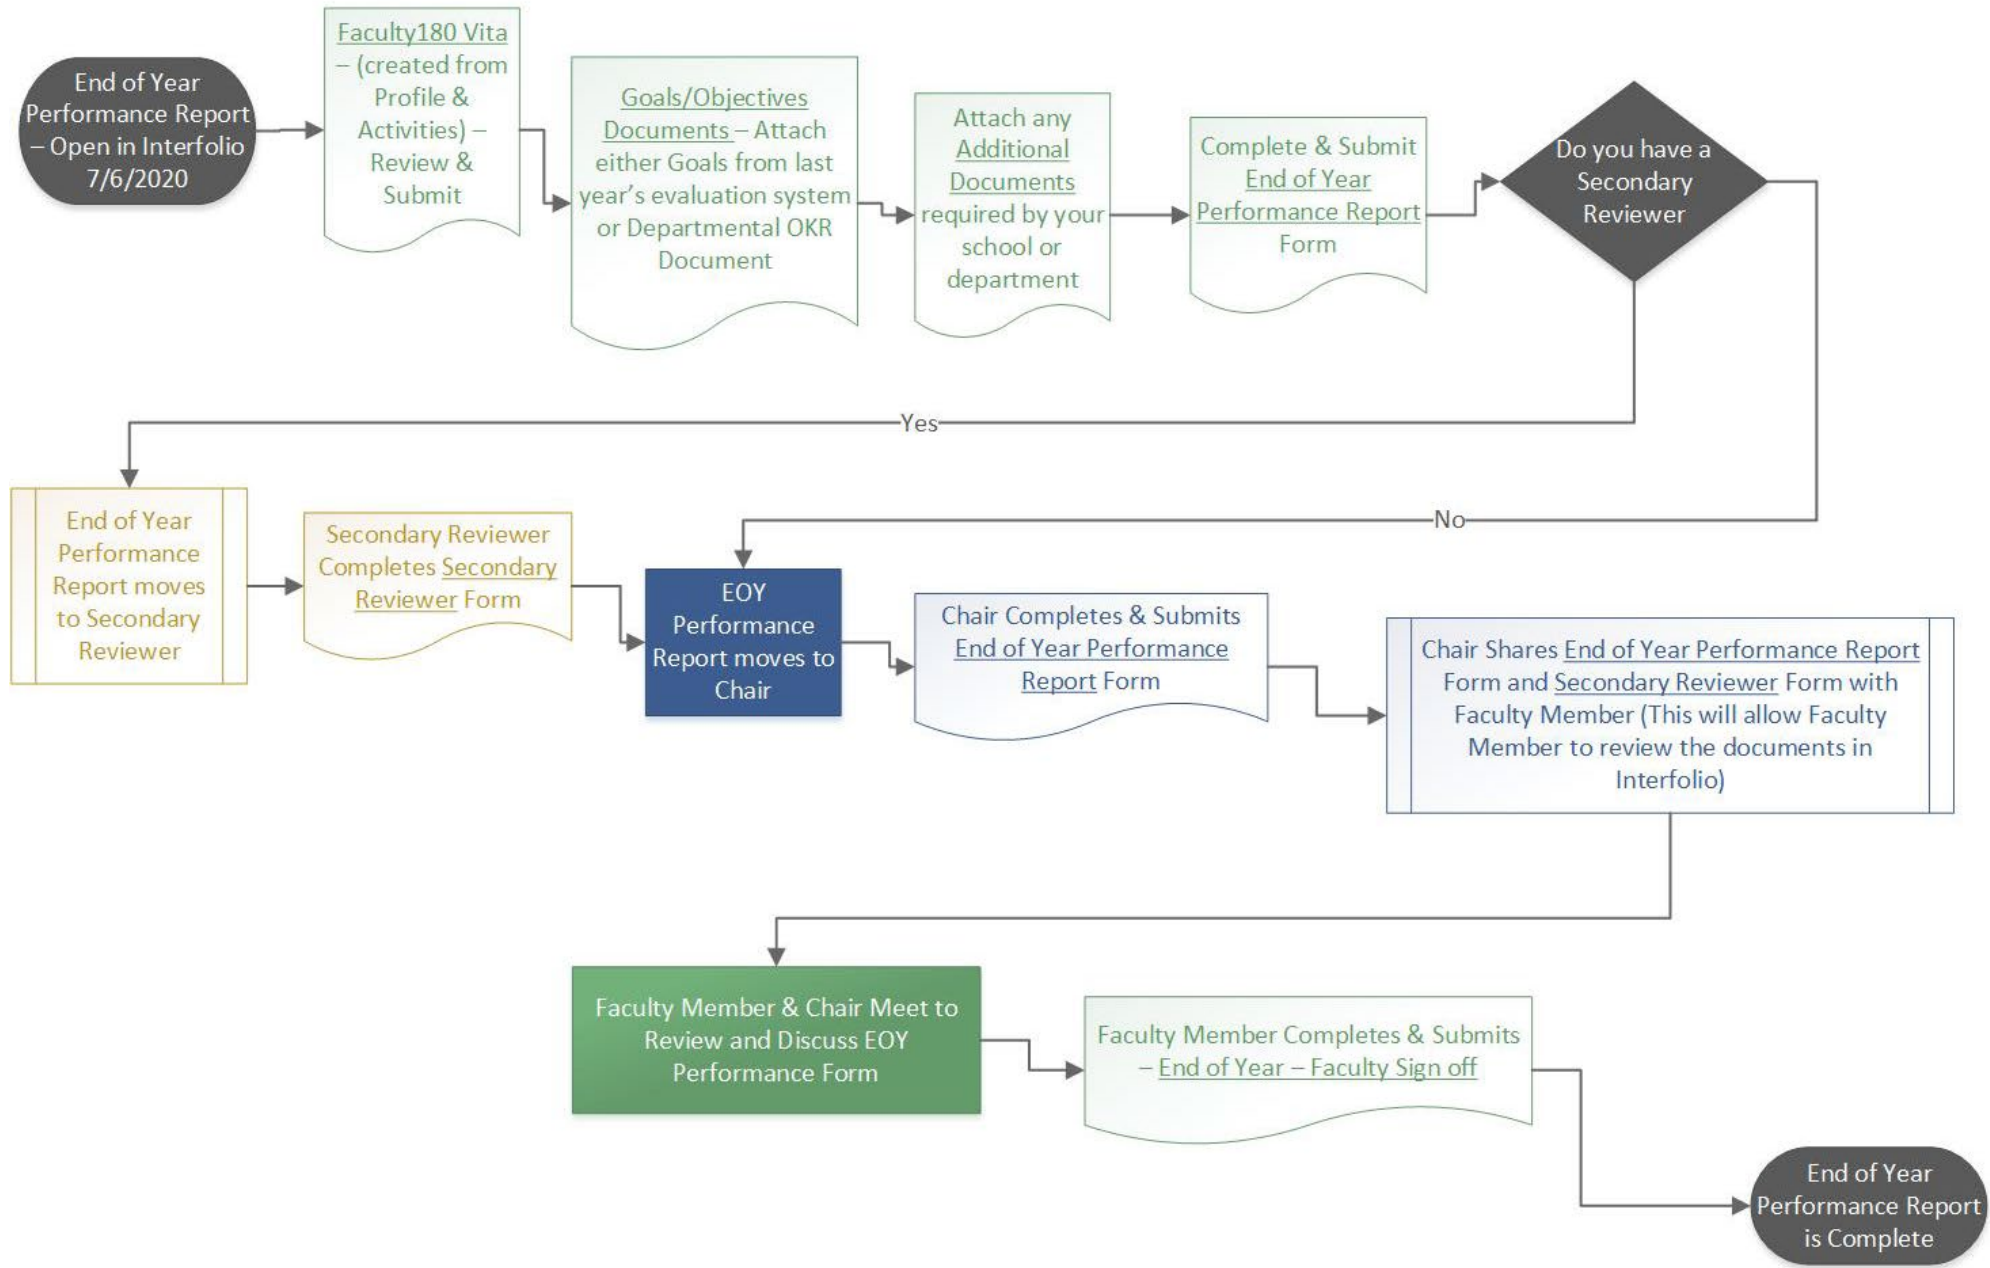 End of Year
Performance Report
– Open in Interfolio
7/6/2020
Faculty180 Vita
– (created from
Profile &
Activities) –
Review &
Submit
Goals/Objectives
Documents – Attach
either Goals from last
year's evaluation system
or Departmental OKR
Document
Attach any
Additional
Documents
required by your
school or
department
Complete & Submit
End of Year
Performance Report
Form
Do you have a
Secondary
Reviewer
Yes
No
End of Year
Performance
Report moves
to Secondary
Reviewer
Secondary Reviewer
Completes Secondary
Reviewer Form
EOY
Performance
Report moves to
Chair
Chair Completes & Submits
End of Year Performance
Report Form
Chair Shares End of Year Performance Report
Form and Secondary Reviewer Form with
Faculty Member (This will allow Faculty
Member to review the documents in
Interfolio)
Faculty Member & Chair Meet to
Review and Discuss EOY
Performance Form
Faculty Member Completes & Submits
– End of Year – Faculty Sign off
End of Year
Performance Report
is Complete